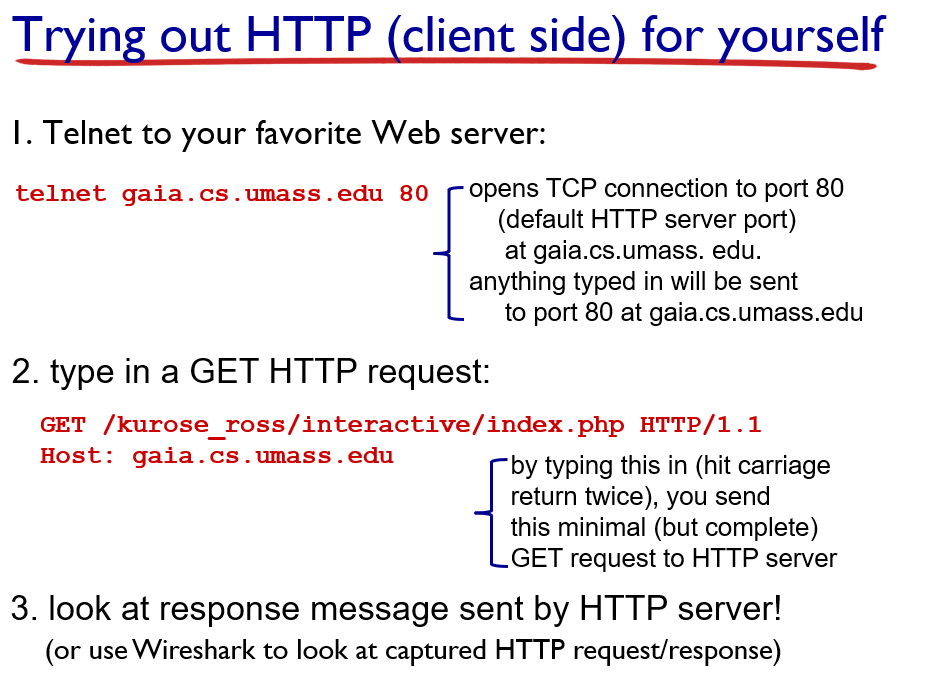 Trying out HTTP (client side) for yourself
1. Telnet to your favorite Web server:
telnet gaia.cs.umass.edu 80
opens TCP connection to port 80
(default HTTP server port)
at gaia.cs.umass. edu.
anything typed in will be sent
to port 80 at gaia.cs.umass.edu
2. type in a GET HTTP request:
GET /kurose_ross/interactive/index.php HTTP/1.1
Host: gaia.cs.umass.edu
by typing this in (hit carriage
return twice), you send
this minimal (but complete)
GET request to HTTP server
3. look at response message sent by HTTP server!
(or use Wireshark to look at captured HTTP request/response)